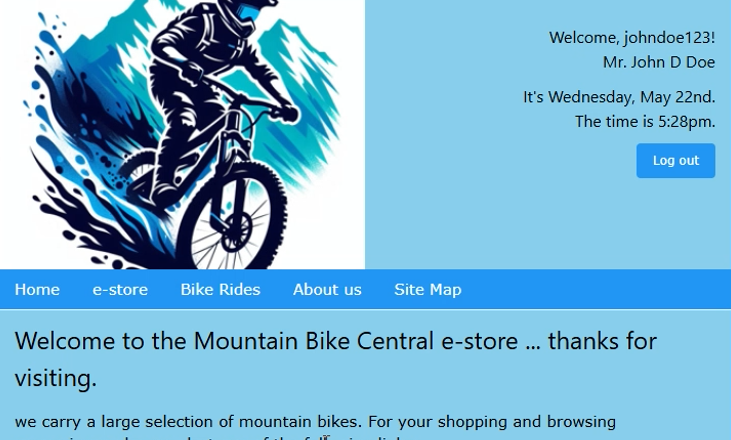 Welcome, johndoe123!
Mr. John D Doe
It's Wednesday, May 22nd.
The time is 5:28pm.
Log out
Home e-store Bike Rides About us Site Map
Welcome to the Mountain Bike Central e-store ... thanks for
visiting.
we carry a large selection of mountain bikes. For your shopping and browsing